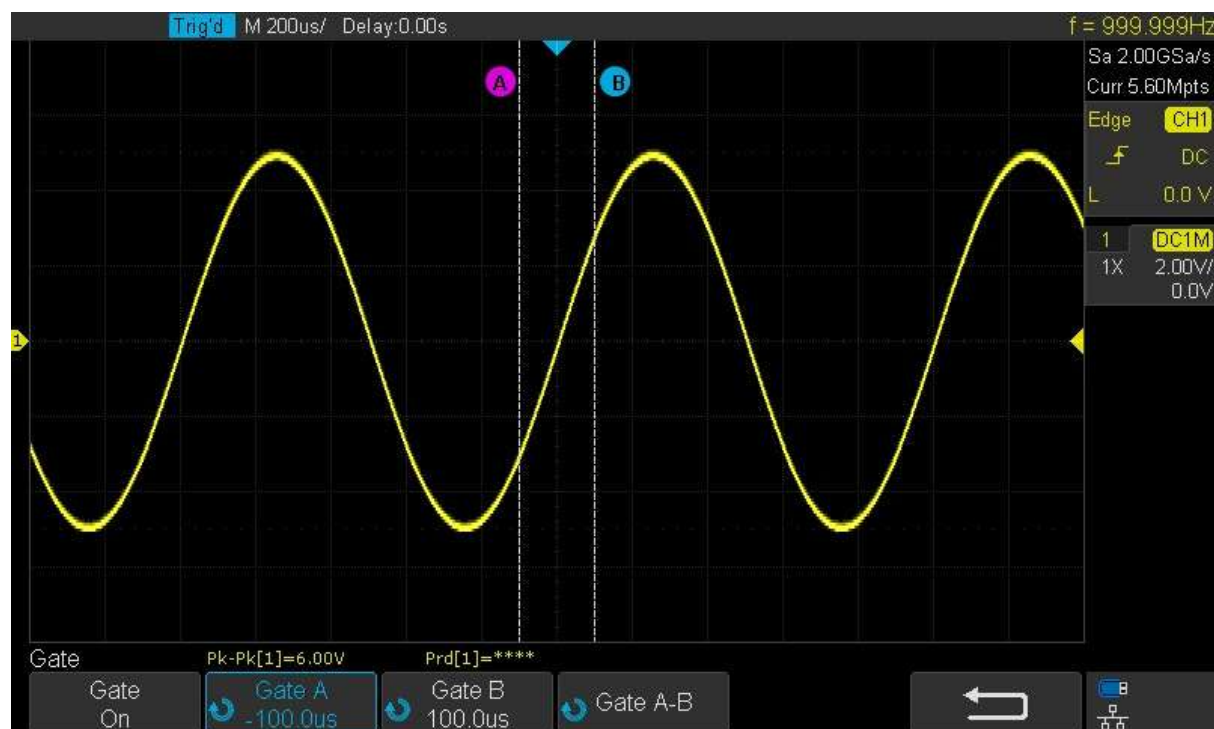 Trig'd M 200us/ Delay:0.00s f = 999.999Hz
Sa 2.00GSa/s
Curr 5.60Mpts
A B
Edge CH1
DC
L 0.0 V
1 DC1M
1X 2.00V/
0.0V
1
Gate Pk-Pk[1]=6.00V Prd[1]=****
Gate Gate A Gate B Gate A-B
On -100.0us 100.0us